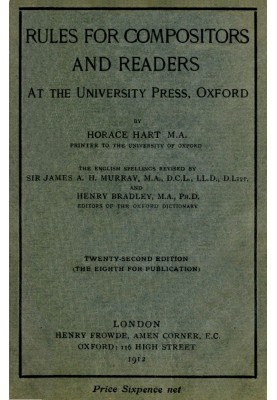 RULES FOR COMPOSITORS
AND READERS
AT THE UNIVERSITY PRESS, OXFORD
BY
HORACE HART M.A.
PRINTER TO THE UNIVERSITY OF OXFORD
THE ENGLISH SPELLINGS REVISED BY
SIR JAMES A. H. MURRAY, M.A., D.C.L., LL.D., D.LITT.
AND
HENRY BRADLEY, M.A., PH.D.
EDITORS OF THE OXFORD DICTIONARY
TWENTY-SECOND EDITION
(THE EIGHTH FOR PUBLICATION)
LONDON
HENRY FROWDE, AMEN CORNER, E.C.
OXFORD: 116 HIGH STREET
1912
Price Sixpence net